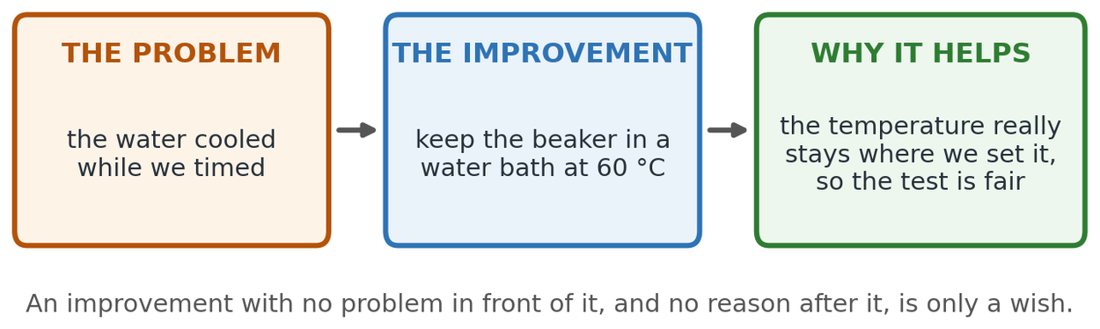 THE PROBLEM
the water cooled
while we timed
THE IMPROVEMENT
keep the beaker in a
water bath at 60 °C
WHY IT HELPS
the temperature really
stays where we set it,
so the test is fair
An improvement with no problem in front of it, and no reason after it, is only a wish.